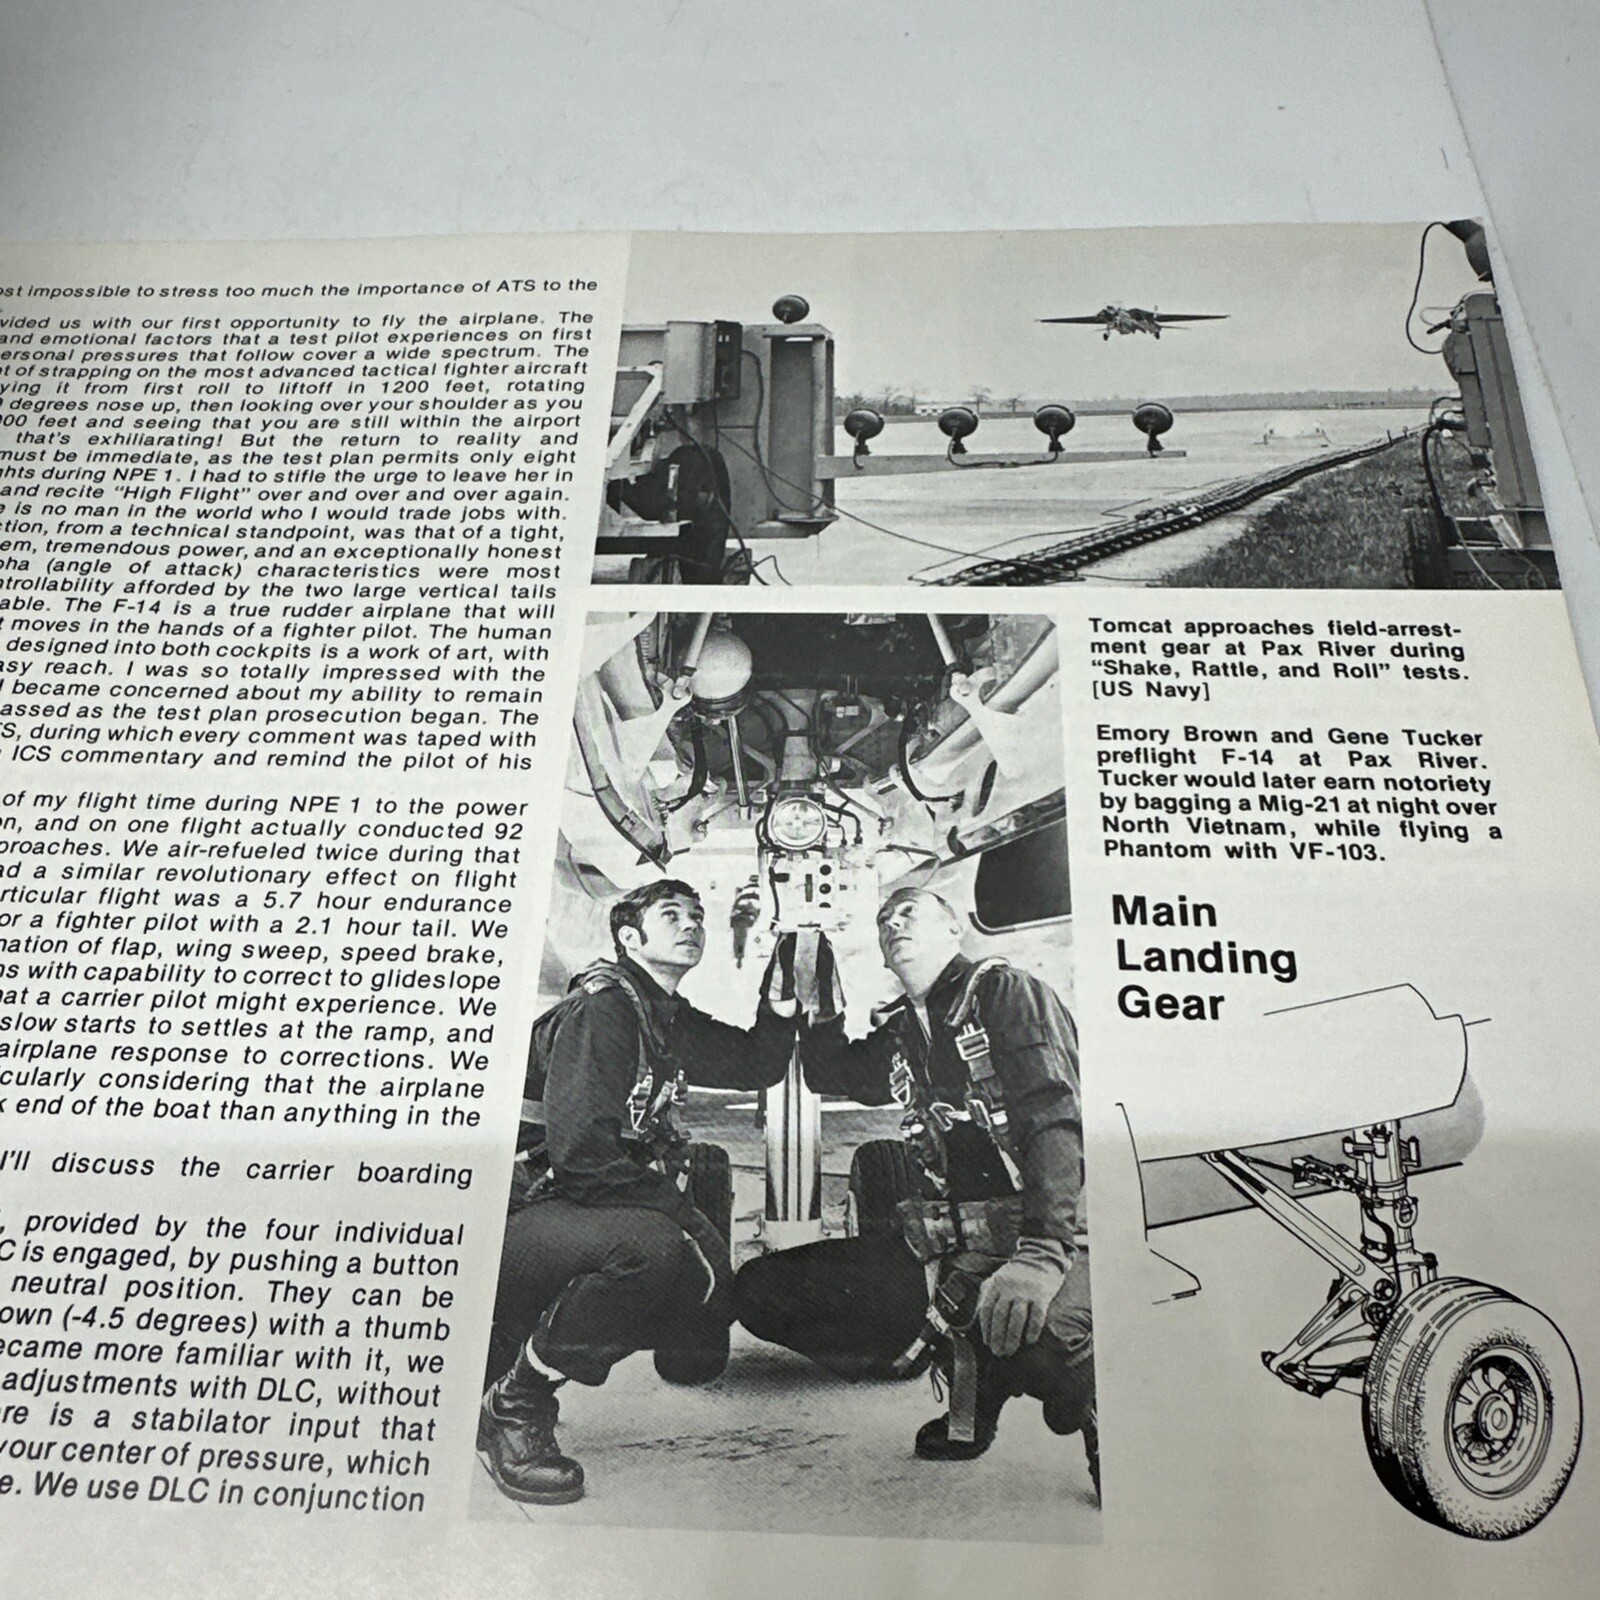 impossible to stress too much the importance of ATS to the
us with our first opportunity to fly the airplane. The
and emotional factors that a test pilot experiences on first
pressures that follow cover a wide spectrum. The
of strapping on the most advanced tactical fighter aircraft
it from first roll to liftoff in 1200 feet, rotating
degrees nose up, then looking over your shoulder as you
feet and seeing that you are still within the airport
that's exhiliarating! But the return to reality and
must be immediate, as the test plan permits only eight
during NPE 1. I had to stifle the urge to leave her in
and recite "High Flight" over and over and over again.
is no man in the world who I would trade jobs with.
from a technical standpoint, was that of a tight,
tremendous power, and an exceptionally honest
(angle of attack) characteristics were most
afforded by the two large vertical tails
able. The F-14 is a true rudder airplane that will
moves in the hands of a fighter pilot. The human
designed into both cockpits is a work of art, with
reach. I was so totally impressed with the
became concerned about my ability to remain
assed as the test plan prosecution began. The
during which every comment was taped with
ICS commentary and remind the pilot of his
of my flight time during NPE 1 to the power
on, and on one flight actually conducted 92
proaches. We air-refueled twice during that
a similar revolutionary effect on flight
rticular flight was a 5.7 hour endurance
or a fighter pilot with a 2.1 hour tail. We
nation of flap, wing sweep, speed brake,
with capability to correct to glideslope
at a carrier pilot might experience. We
slow starts to settles at the ramp, and
airplane response to corrections. We
cularly considering that the airplane
end of the boat than anything in the
I'll discuss the carrier boarding
provided by the four individual
C is engaged, by pushing a button
neutral position. They can be
own (-4.5 degrees) with a thumb
ecame more familiar with it, we
adjustments with DLC, without
re is a stabilator input that
your center of pressure, which
e. We use DLC in conjunction
Tomcat approaches field-arrest-
ment gear at Pax River during
"Shake, Rattle, and Roll" tests.
[US Navy]
Emory Brown and Gene Tucker
preflight F-14 at Pax River.
Tucker would later earn notoriety
by bagging a Mig-21 at night over
North Vietnam, while flying a
Phantom with VF-103.
Main
Landing
Gear